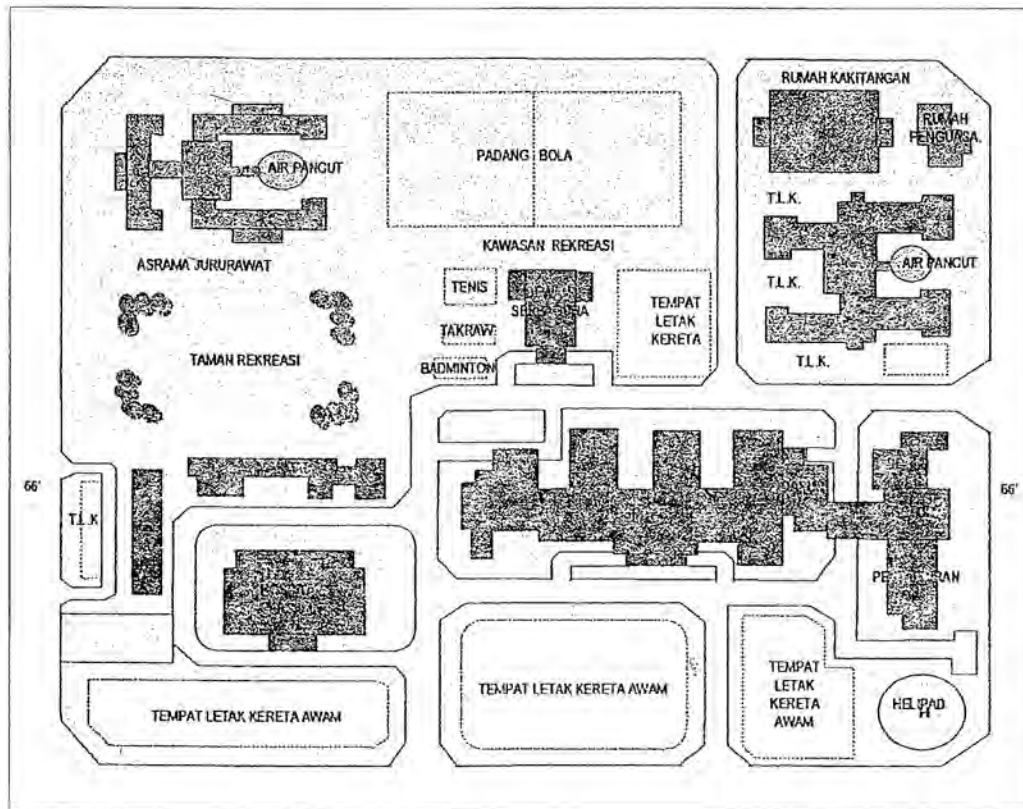 RUMAH KAKITANGAN
RUMAH
PENGUASA.
PADANG BOLA
AIR PANCUT
T.L.K.
KAWASAN REKREASI
ASRAMA JURURAWAT
AIR PANCUT
TENIS
T.L.K.
TEMPAT
LETAK
KERETA
TAKRAW
TAMAN REKREASI
BADMINTON
T.L.K.
66'
66'
T.L.K
TEMPAT LETAK KERETA AWAM
TEMPAT LETAK KERETA AWAM
TEMPAT
LETAK
KERETA
AWAM
HELIPAD
H